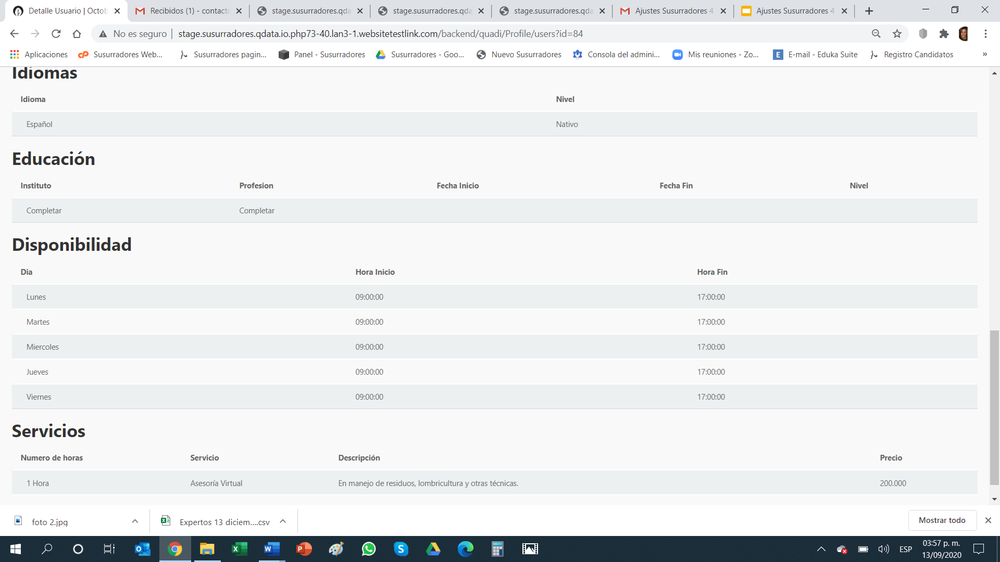 Detalle Usuario | Octob
Recibidos (1) - contacto
stage.susurradores.qda
stage.susurradores.qda
stage.susurradores.qda
Ajustes Susurradores 4
Ajustes Susurradores 4
No es seguro | stage.susurradores.qdata.io.php73-40.lan3-1.websitetestlink.com/backend/quadi/Profile/users?id=84
Aplicaciones
Susurradores Web...
Susurradores pagin...
Panel - Susurradores
Susurradores - Goo...
Nuevo Susurradores
Consola del admini...
Mis reuniones - Zo...
E-mail - Eduka Suite
Registro Candidatos
»
Idiomas
Idioma Nivel
Español Nativo
Educación
Instituto Profesion Fecha Inicio Fecha Fin Nivel
Completar Completar
Disponibilidad
Dia Hora Inicio Hora Fin
Lunes 09:00:00 17:00:00
Martes 09:00:00 17:00:00
Miercoles 09:00:00 17:00:00
Jueves 09:00:00 17:00:00
Viernes 09:00:00 17:00:00
Servicios
Numero de horas Servicio Descripción Precio
1 Hora Asesoría Virtual En manejo de residuos, lombricultura y otras técnicas. 200.000
foto 2.jpg
Expertos 13 diciem....csv
Mostrar todo
ESP
03:57 p. m.
13/09/2020